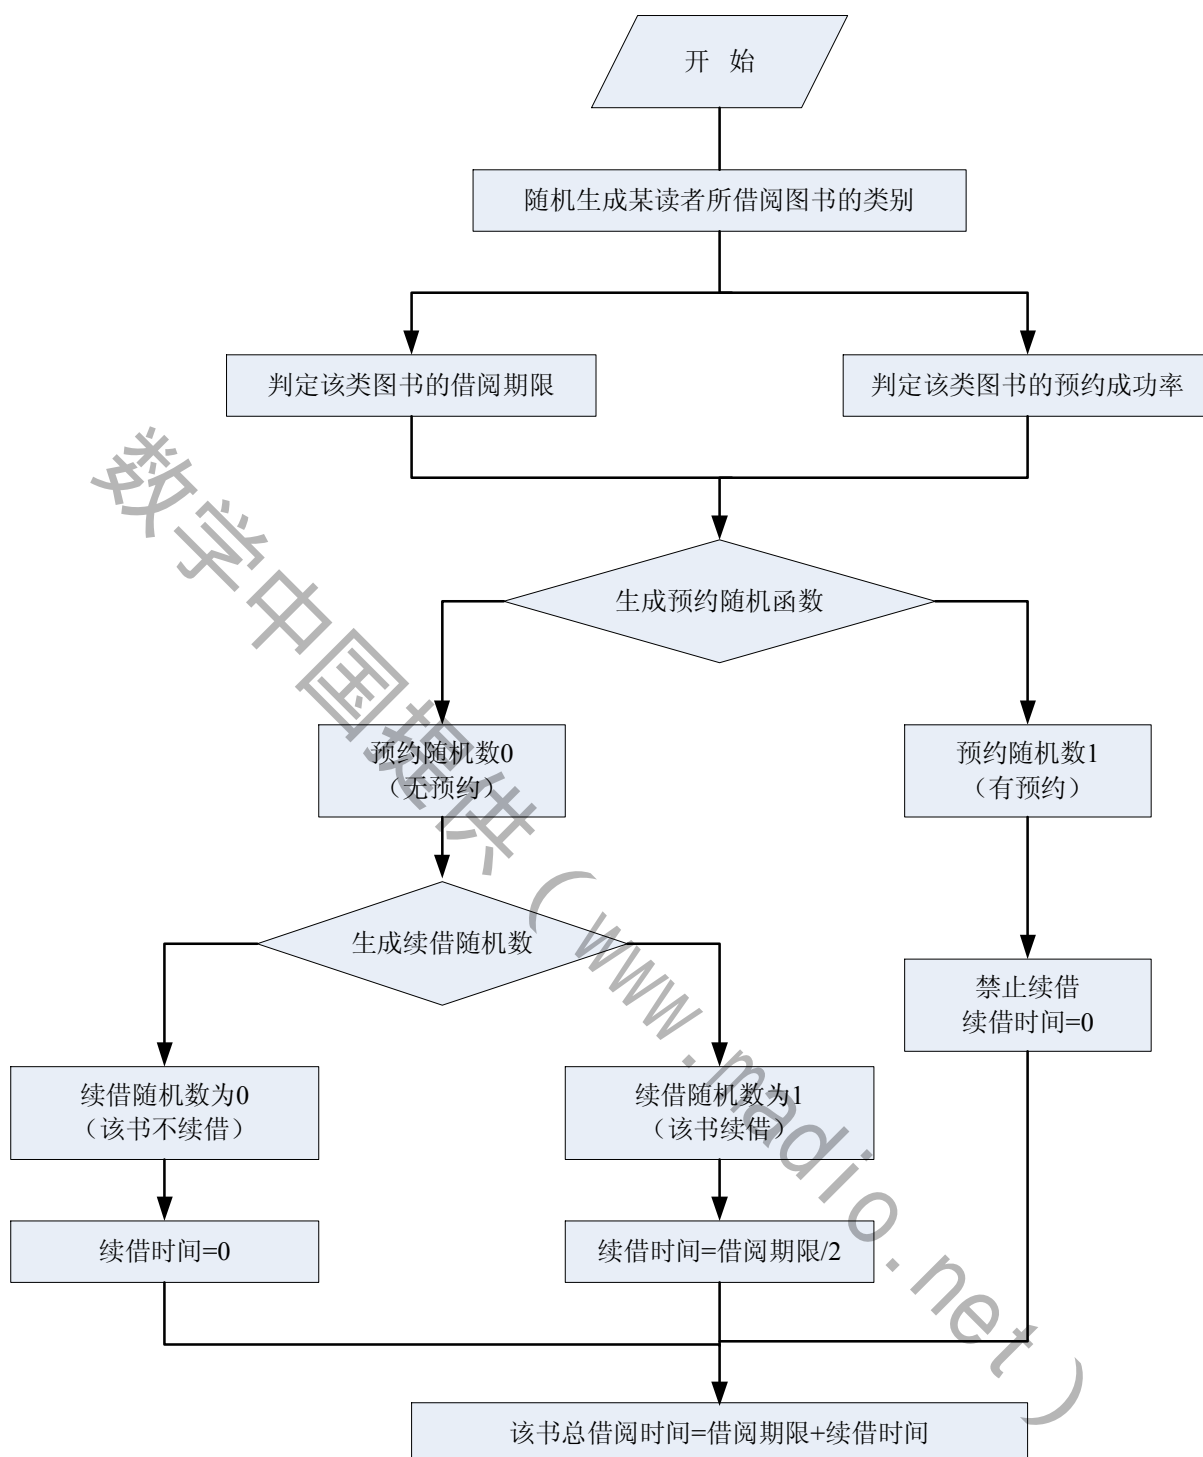 开 始
随机生成某读者所借阅图书的类别
判定该类图书的借阅期限
判定该类图书的预约成功率
生成预约随机函数
预约随机数0
（无预约）
预约随机数1
（有预约）
生成续借随机数
禁止续借
续借时间=0
续借随机数为0
（该书不续借）
续借随机数为1
（该书续借）
续借时间=0
续借时间=借阅期限/2
该书总借阅时间=借阅期限+续借时间
数学中国提供（www.madio.net）